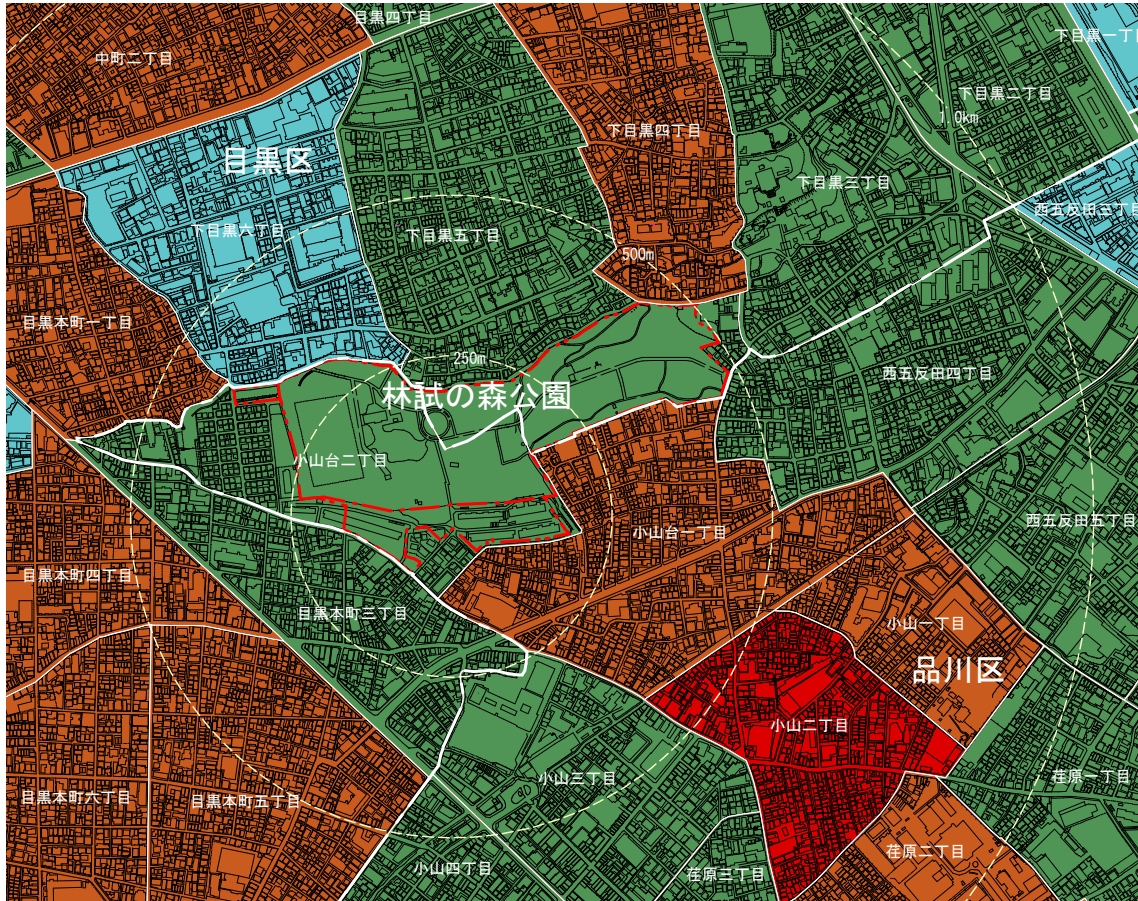 目黒四丁目
中町二丁目
下目黒一丁目
下目黒二丁目
1.0km
下目黒四丁目
目黒区
下目黒三丁目
西五反田三丁目
下目黒六丁目
下目黒五丁目
500m
目黒本町一丁目
250m
西五反田四丁目
林試の森公園
小山台二丁目
西五反田五丁目
小山台一丁目
目黒本町四丁目
目黒本町三丁目
小山一丁目
品川区
小山二丁目
小山三丁目
荏原一丁目
目黒本町六丁目
目黒本町五丁目
荏原二丁目
小山四丁目
荏原三丁目